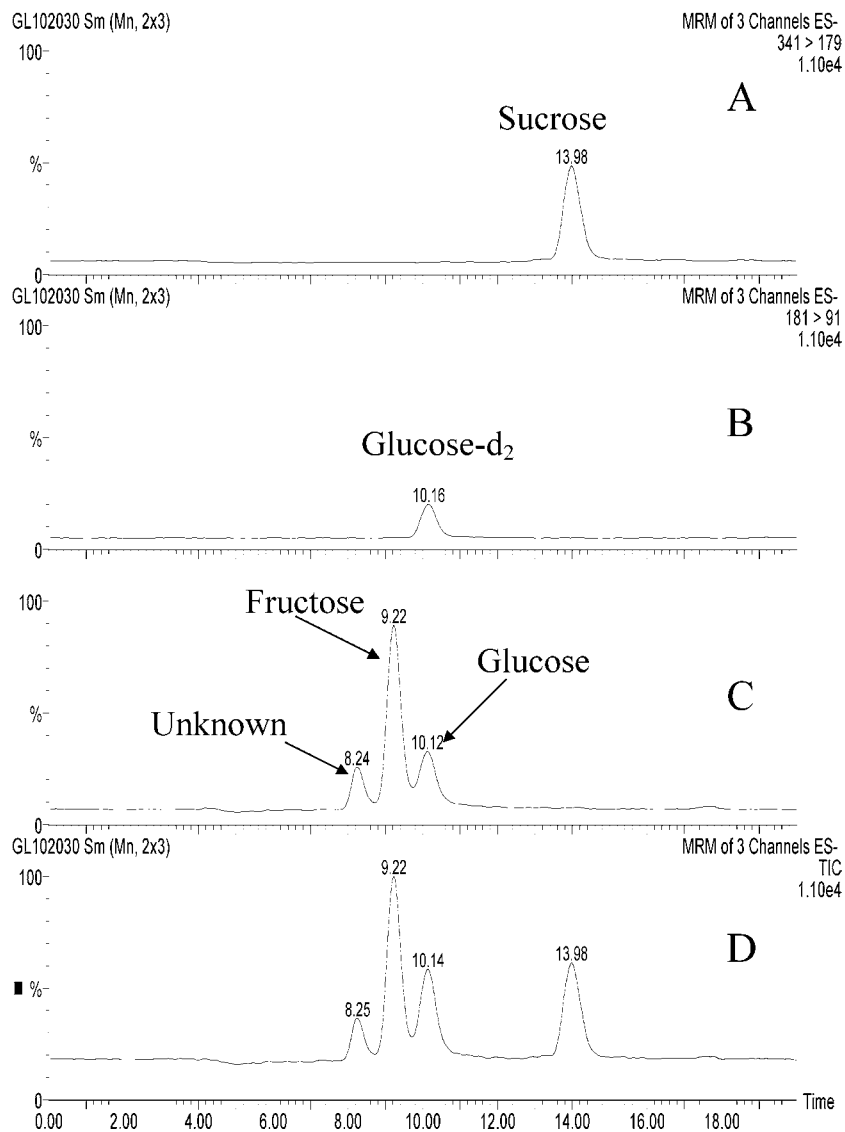 GL102030 Sm (Mn, 2x3) MRM of 3 Channels ES-
341 > 179
1.10e4
100
A
Sucrose
13.98
%
0
GL102030 Sm (Mn, 2x3) MRM of 3 Channels ES-
181 > 91
1.10e4
100
B
Glucose-d₂
%
10.16
0
100
Fructose
9.22
Glucose
C
%
Unknown
8.24
10.12
0
GL102030 Sm (Mn, 2x3) MRM of 3 Channels ES-
TIC
1.10e4
9.22
100
D
10.14
13.98
%
8.25
0
Time
0.00 2.00 4.00 6.00 8.00 10.00 12.00 14.00 16.00 18.00